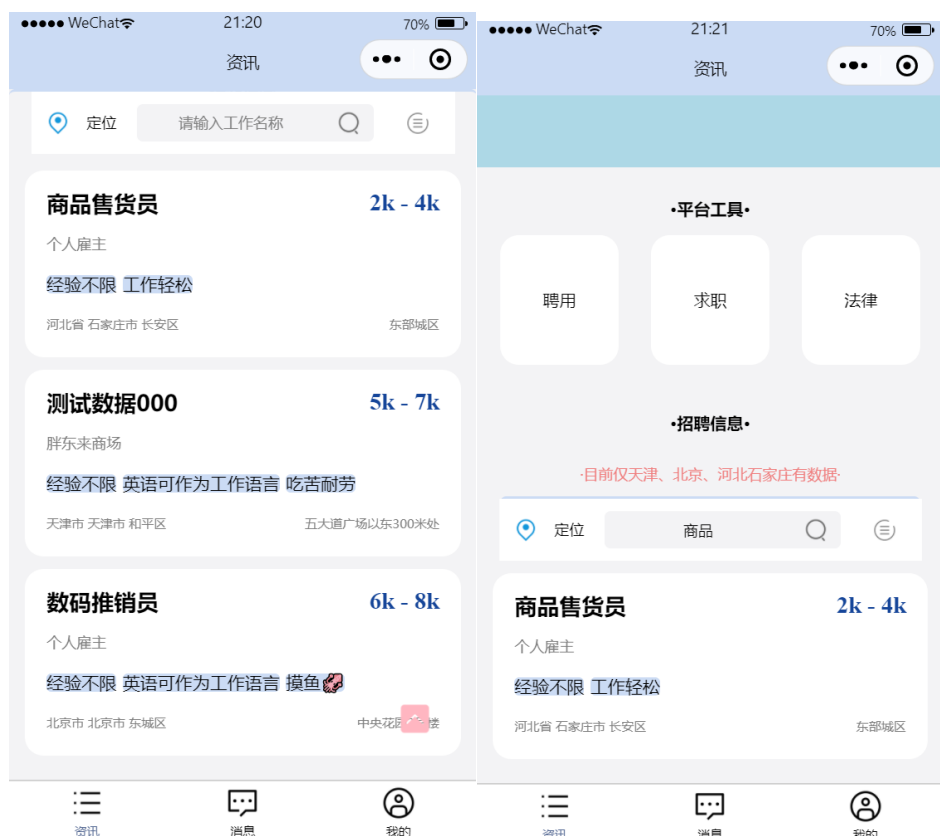 ●●●●● WeChat 21:20 70%
资讯
定位 请输入工作名称
商品售货员 2k - 4k
个人雇主
经验不限 工作轻松
河北省 石家庄市 长安区 东部城区
测试数据000 5k - 7k
胖东来商场
经验不限 英语可作为工作语言 吃苦耐劳
天津市 天津市 和平区 五大道广场以东300米处
数码推销员 6k - 8k
个人雇主
经验不限 英语可作为工作语言 摸鱼
北京市 北京市 东城区 中央花园 楼
资讯 消息 我的
●●●●● WeChat 21:21 70%
资讯
·平台工具·
聘用 求职 法律
·招聘信息·
·目前仅天津、北京、河北石家庄有数据·
定位 商品
商品售货员 2k - 4k
个人雇主
经验不限 工作轻松
河北省 石家庄市 长安区 东部城区
资讯 消息 我的